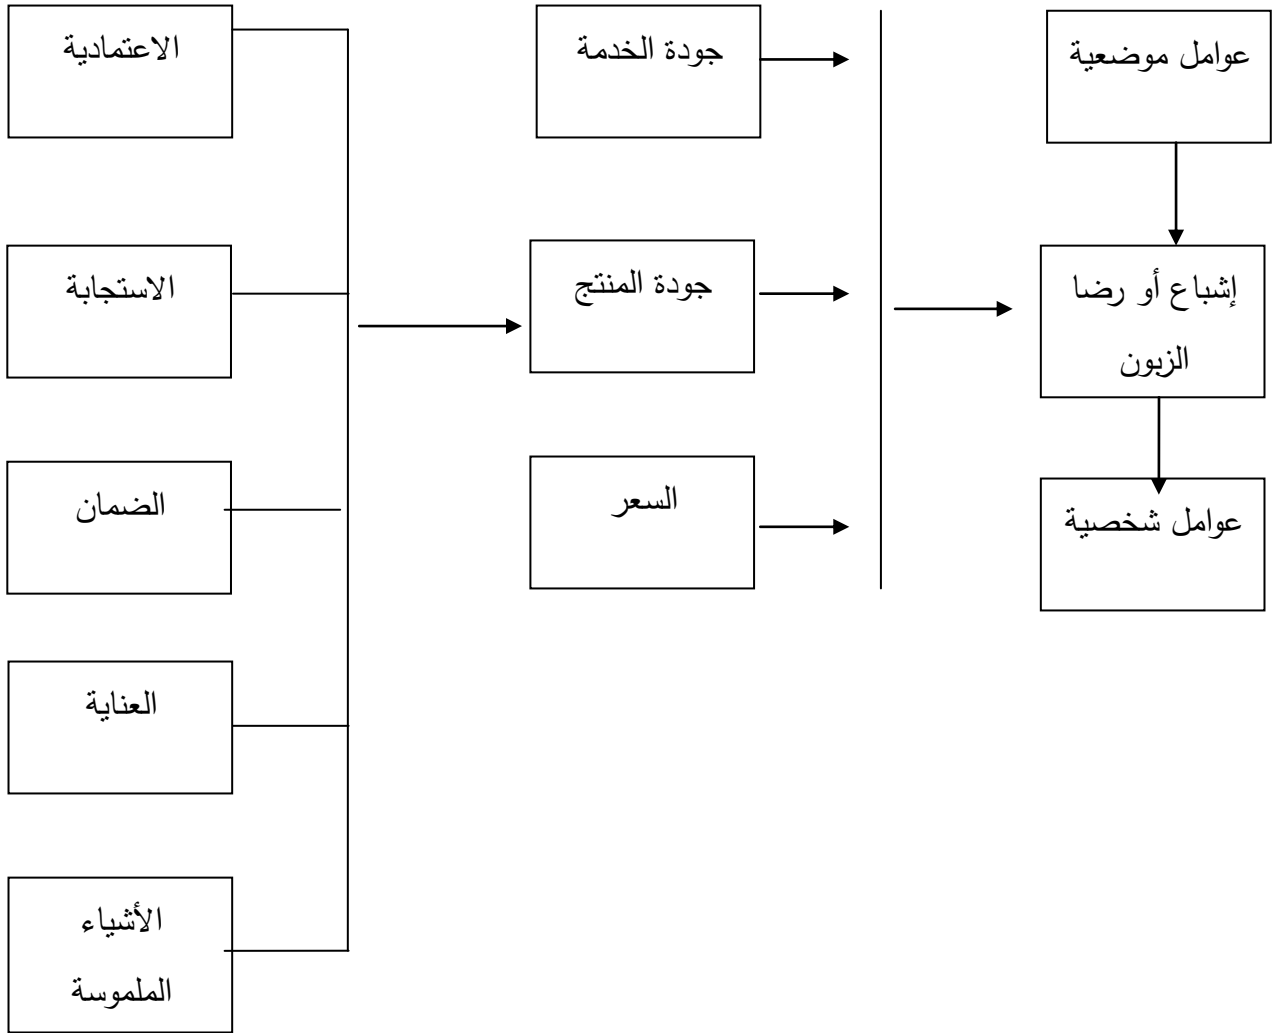 الاعتمادية
جودة الخدمة
عوامل موضعية
الاستجابة
جودة المنتج
إشباع أو رضا
الزبون
الضمان
السعر
عوامل شخصية
العناية
الأشياء
الملموسة